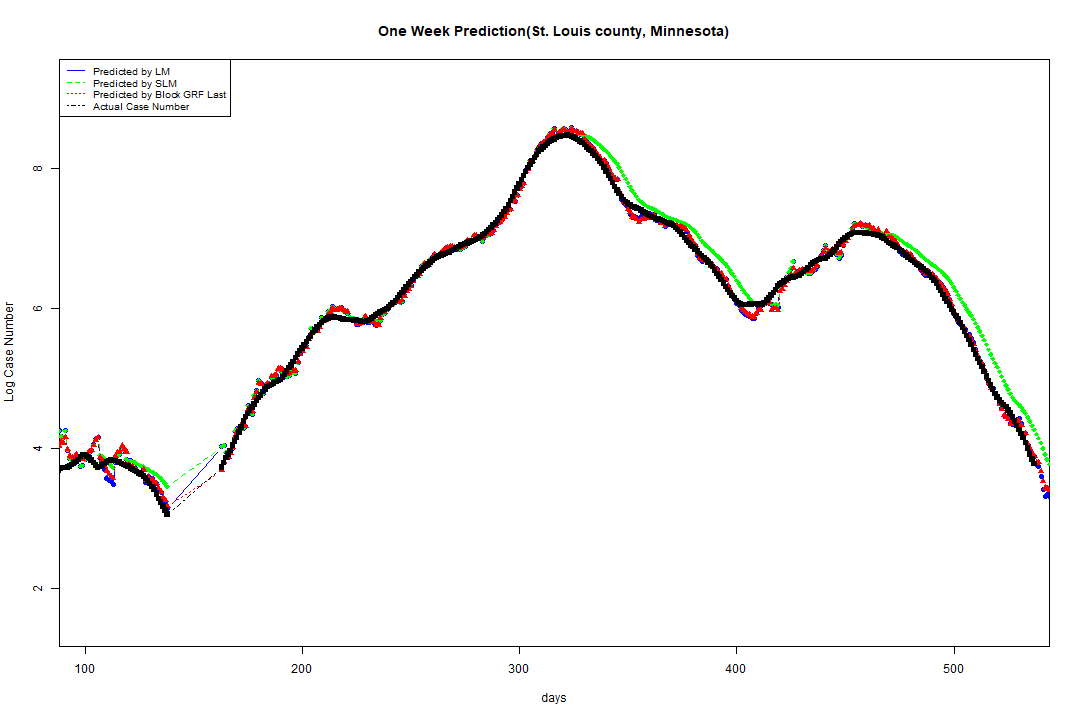 One Week Prediction(St. Louis county, Minnesota)
Predicted by LM
Predicted by SLM
Predicted by Block GRF Last
Actual Case Number
8
6
4
2
Log Case Number
100 200 300 400 500
days